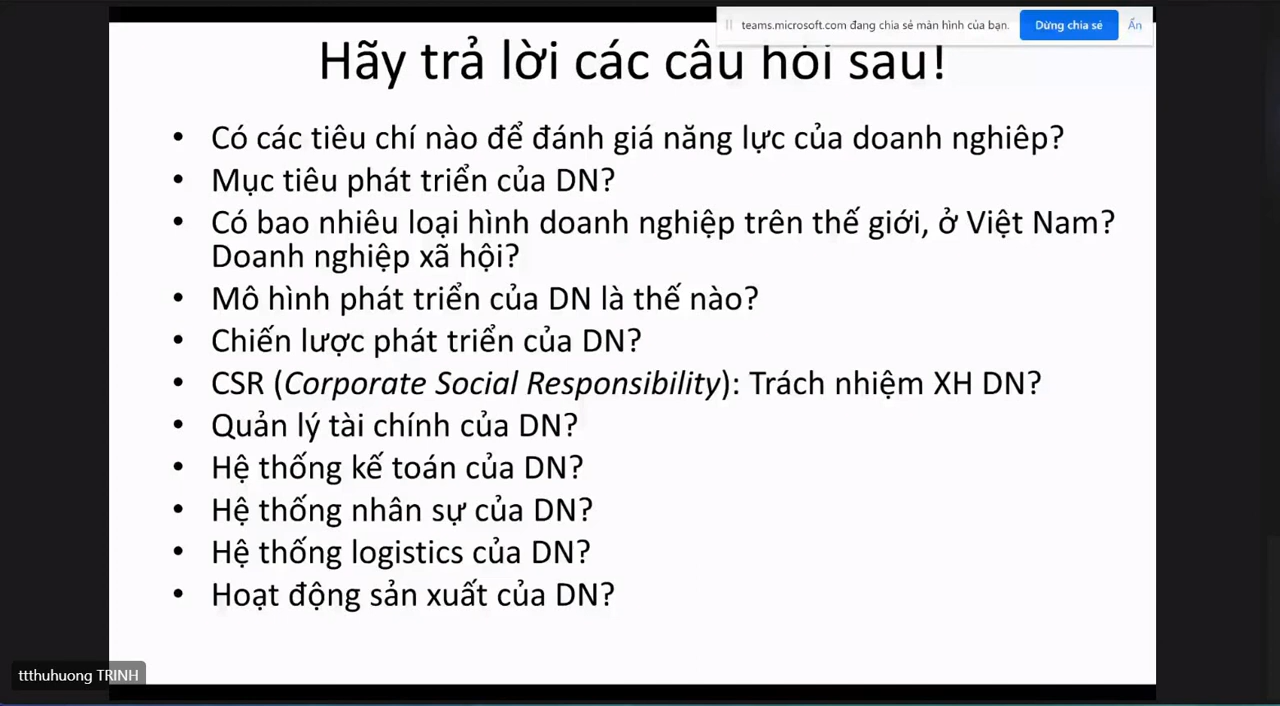 teams.microsoft.com đang chia sẻ màn hình của bạn.
Dừng chia sẻ
Ẩn
Hãy trả lời các câu hỏi sau!
• Có các tiêu chí nào để đánh giá năng lực của doanh nghiêp?
• Mục tiêu phát triển của DN?
• Có bao nhiêu loại hình doanh nghiệp trên thế giới, ở Việt Nam?
Doanh nghiệp xã hội?
• Mô hình phát triển của DN là thế nào?
• Chiến lược phát triển của DN?
• CSR (Corporate Social Responsibility): Trách nhiệm XH DN?
• Quản lý tài chính của DN?
• Hệ thống kế toán của DN?
• Hệ thống nhân sự của DN?
• Hệ thống logistics của DN?
• Hoạt động sản xuất của DN?
ttthuhuong TRINH